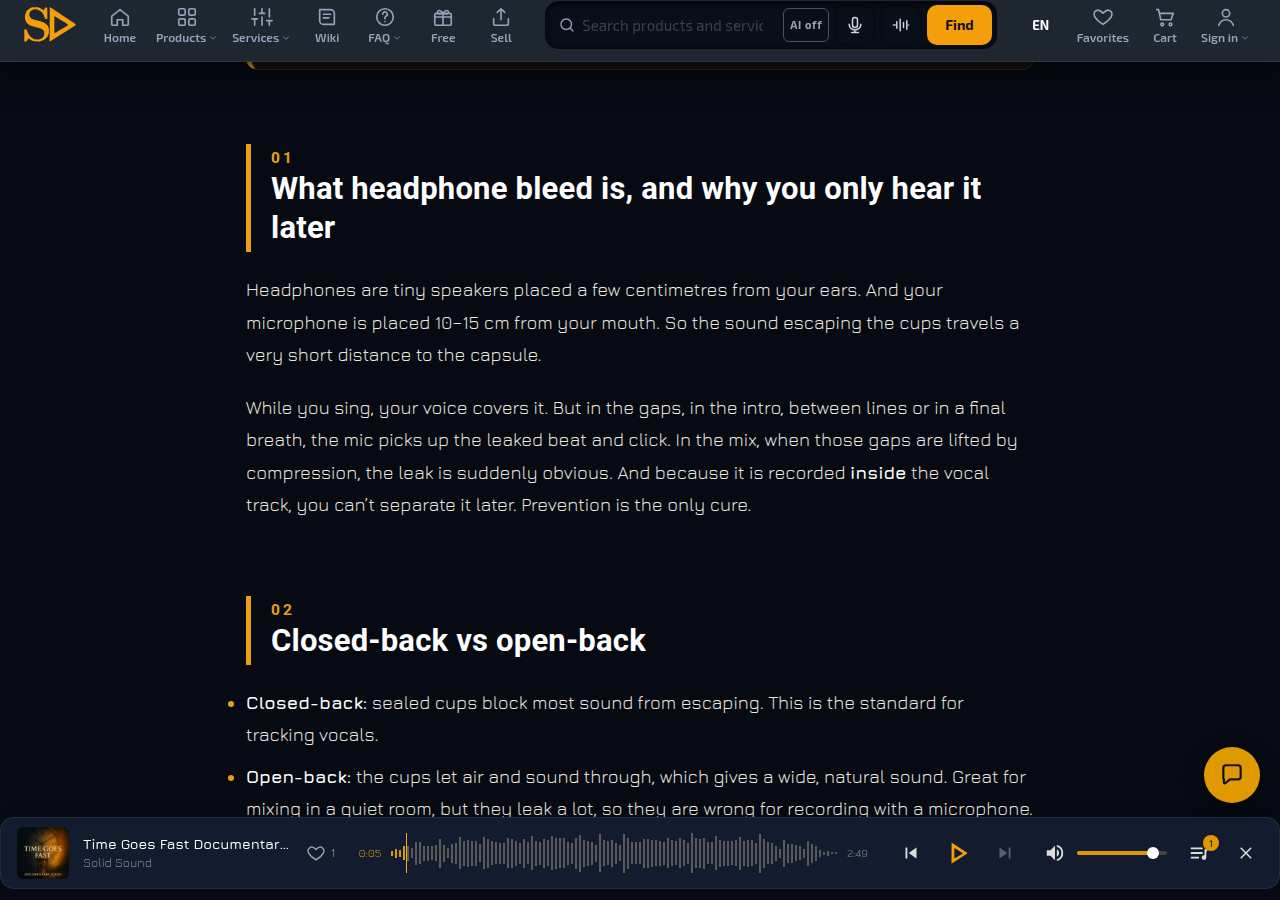 Home
Products
Services
Wiki
FAQ
Free
Sell
Search products and servic
AI off
Find
EN
Favorites
Cart
Sign in
01
What headphone bleed is, and why you only hear it
later
Headphones are tiny speakers placed a few centimetres from your ears. And your
microphone is placed 10–15 cm from your mouth. So the sound escaping the cups travels a
very short distance to the capsule.
While you sing, your voice covers it. But in the gaps, in the intro, between lines or in a final
breath, the mic picks up the leaked beat and click. In the mix, when those gaps are lifted by
compression, the leak is suddenly obvious. And because it is recorded inside the vocal
track, you can't separate it later. Prevention is the only cure.
02
Closed-back vs open-back
Closed-back: sealed cups block most sound from escaping. This is the standard for
tracking vocals.
Open-back: the cups let air and sound through, which gives a wide, natural sound. Great for
mixing in a quiet room, but they leak a lot, so they are wrong for recording with a microphone.
TIME GOES
FAST
Time Goes Fast Documentar...
Solid Sound
1
0:05
2:49
1